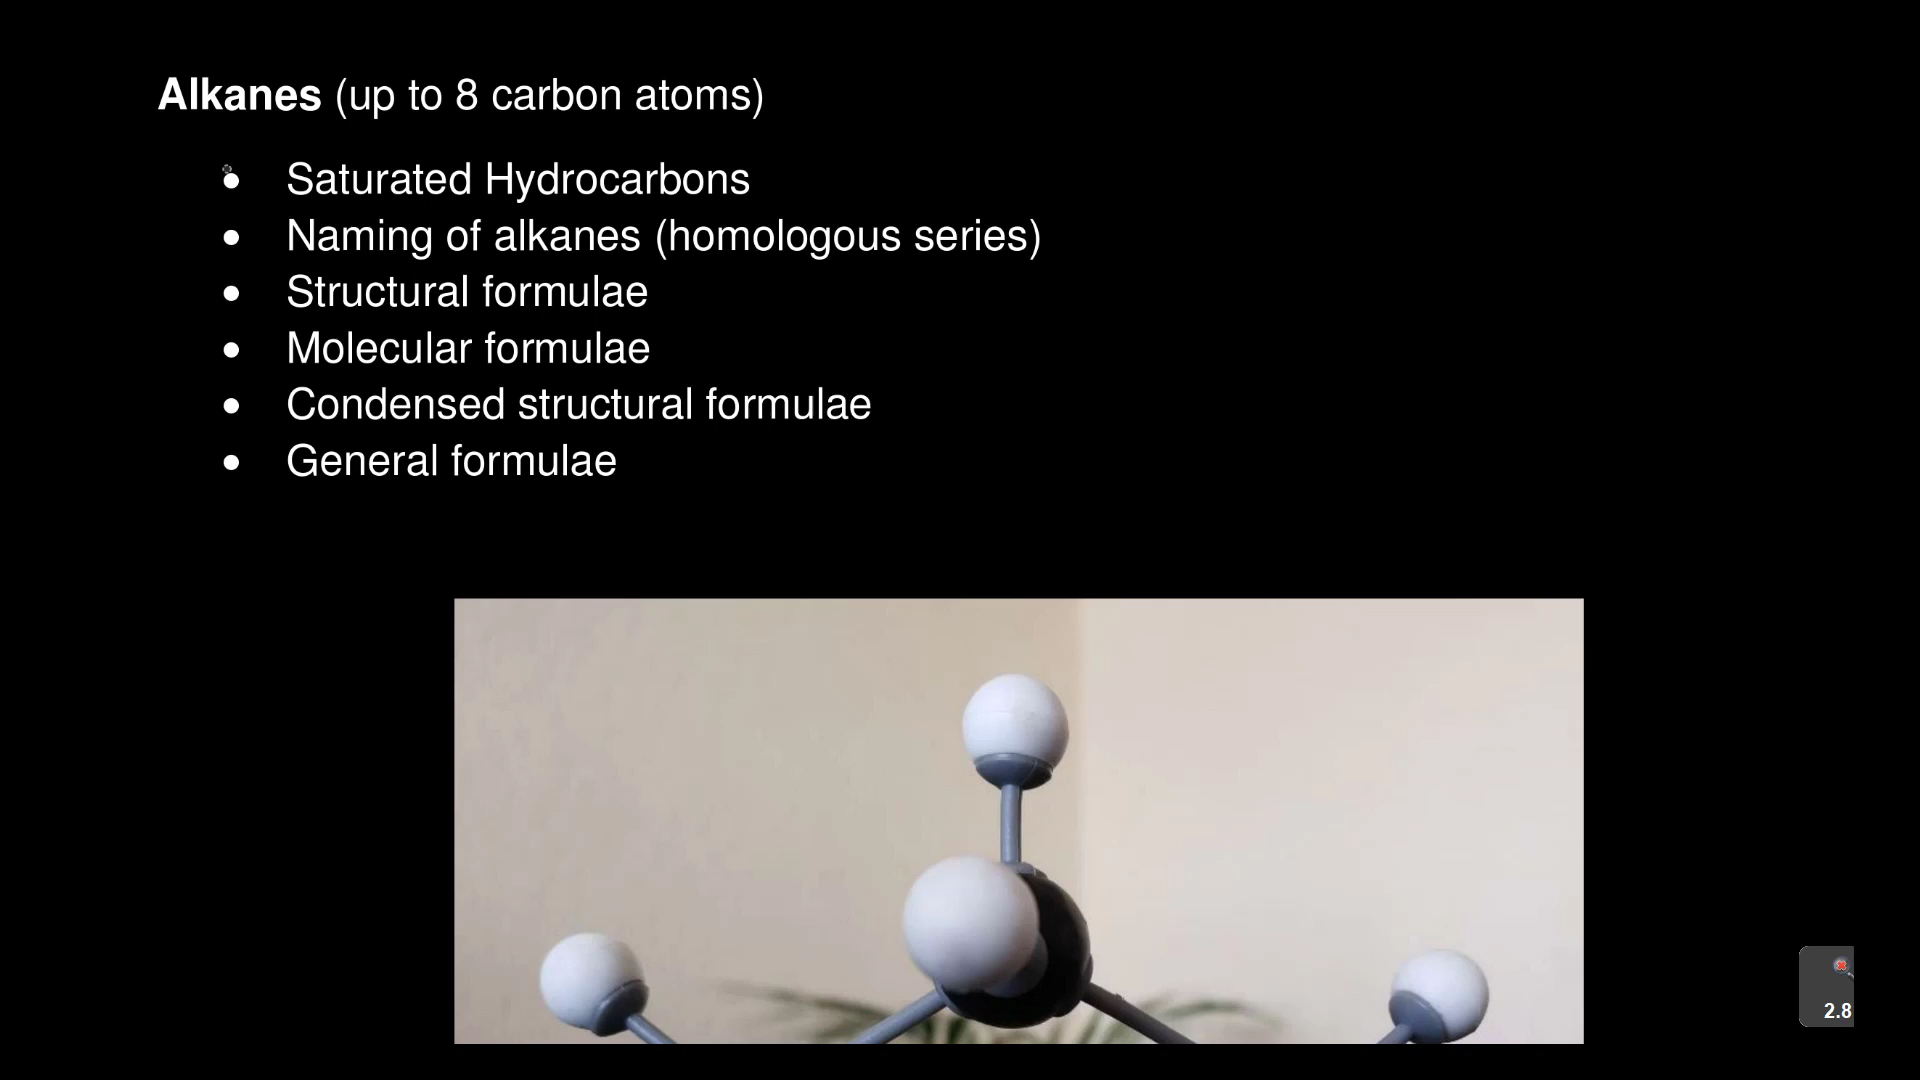 Alkanes (up to 8 carbon atoms)
• Saturated Hydrocarbons
• Naming of alkanes (homologous series)
• Structural formulae
• Molecular formulae
• Condensed structural formulae
• General formulae
2.8